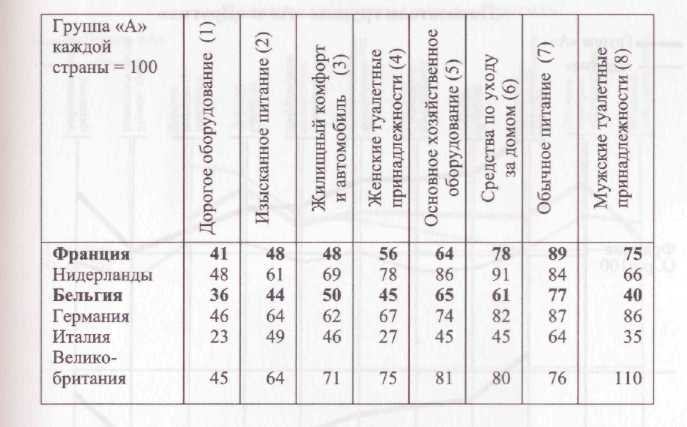 Группа «А»
каждой
страны = 100
Дорогое оборудование (1)
Изысканное питание (2)
Жилищный комфорт
и автомобиль (3)
Женские туалетные
принадлежности (4)
Основное хозяйственное
оборудование (5)
Средства по уходу
за домом (6)
Обычное питание (7)
Мужские туалетные
принадлежности (8)
Франция 41 48 48 56 64 78 89 75
Нидерланды 48 61 69 78 86 91 84 66
Бельгия 36 44 50 45 65 61 77 40
Германия 46 64 62 67 74 82 87 86
Италия 23 49 46 27 45 45 64 35
Велико-
британия 45 64 71 75 81 80 76 110